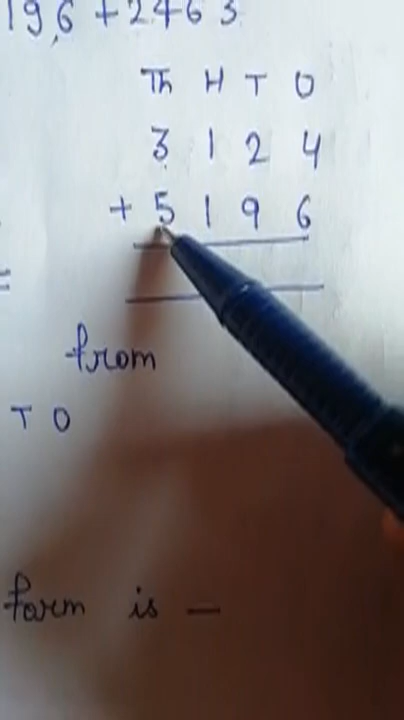 196 + 2463
Th H T O
3 1 2 4
+ 5 1 9 6
from
T O
form is —